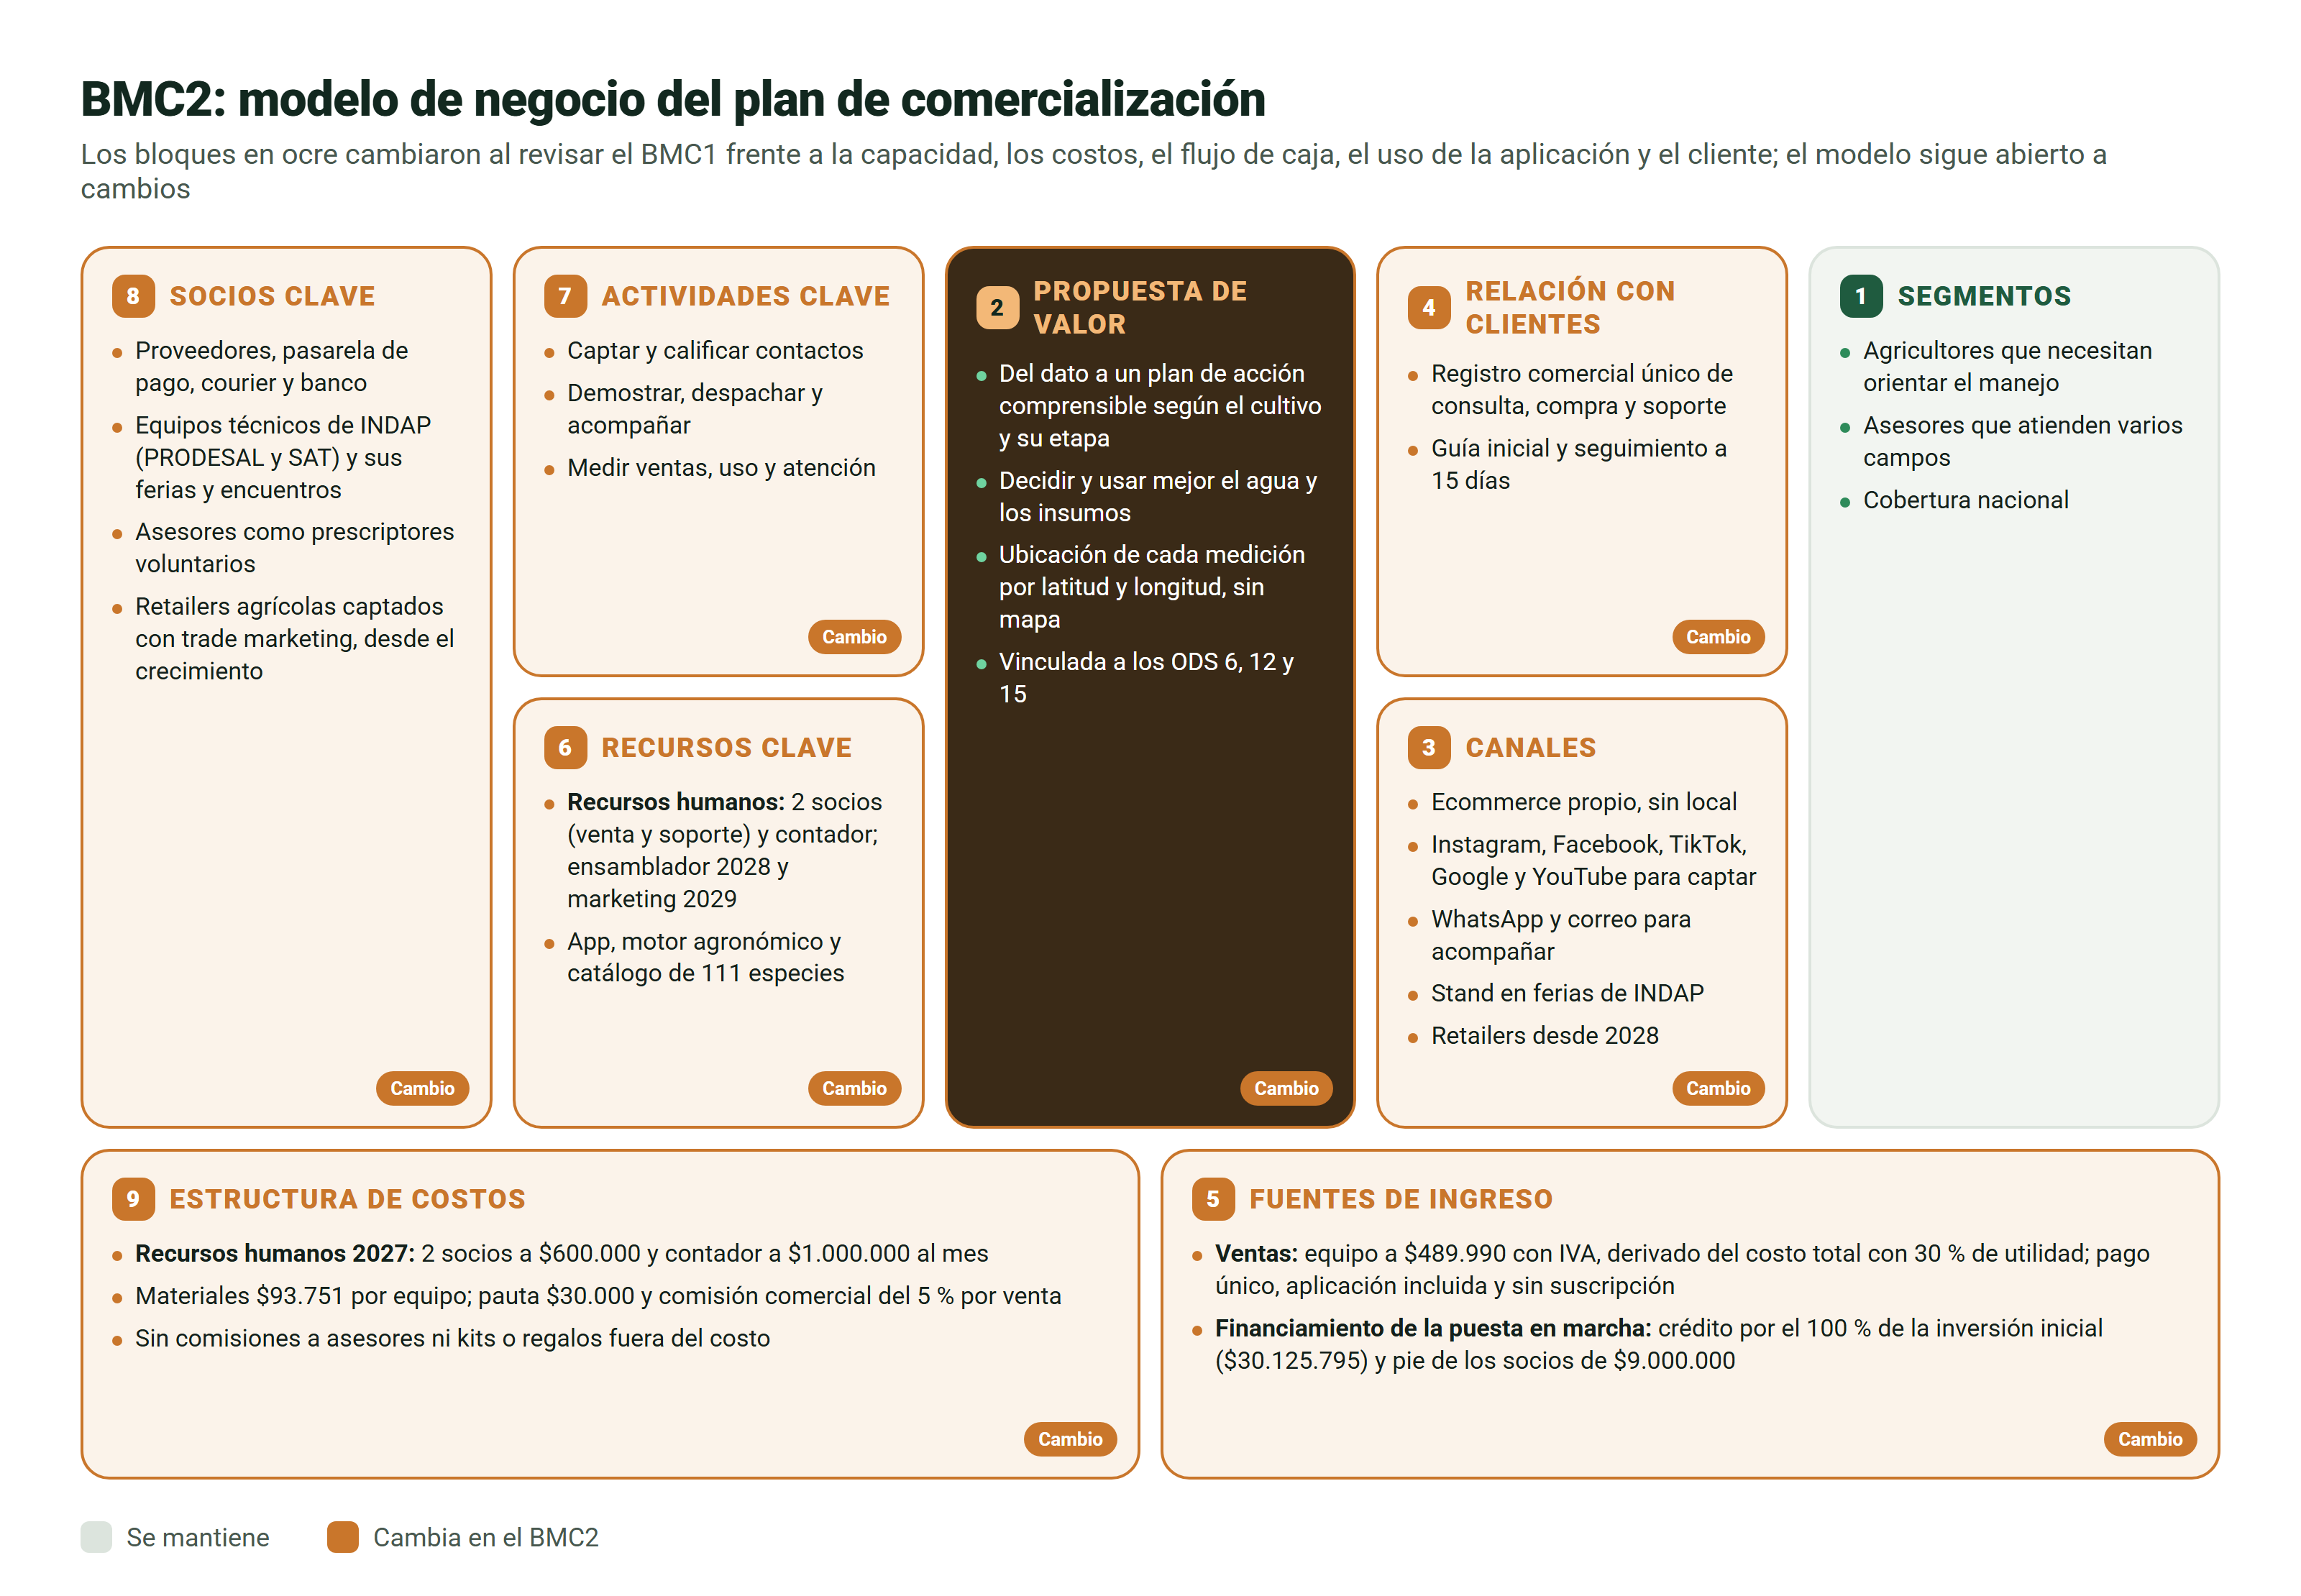 BMC2: modelo de negocio del plan de comercialización
Los bloques en ocre cambiaron al revisar el BMC1 frente a la capacidad, los costos, el flujo de caja, el uso de la aplicación y el cliente; el modelo sigue abierto a
cambios
8 SOCIOS CLAVE
Proveedores, pasarela de
pago, courier y banco
Equipos técnicos de INDAP
(PRODESAL y SAT) y sus
ferias y encuentros
Asesores como prescriptores
voluntarios
Retailers agrícolas captados
con trade marketing, desde el
crecimiento
Cambio
7 ACTIVIDADES CLAVE
Captar y calificar contactos
Demostrar, despachar y
acompañar
Medir ventas, uso y atención
Cambio
6 RECURSOS CLAVE
Recursos humanos: 2 socios
(venta y soporte) y contador;
ensamblador 2028 y
marketing 2029
App, motor agronómico y
catálogo de 111 especies
Cambio
2 PROPUESTA DE
VALOR
Del dato a un plan de acción
comprensible según el cultivo
y su etapa
Decidir y usar mejor el agua y
los insumos
Ubicación de cada medición
por latitud y longitud, sin
mapa
Vinculada a los ODS 6, 12 y
15
Cambio
4 RELACIÓN CON
CLIENTES
Registro comercial único de
consulta, compra y soporte
Guía inicial y seguimiento a
15 días
Cambio
3 CANALES
Ecommerce propio, sin local
Instagram, Facebook, TikTok,
Google y YouTube para captar
WhatsApp y correo para
acompañar
Stand en ferias de INDAP
Retailers desde 2028
Cambio
1 SEGMENTOS
Agricultores que necesitan
orientar el manejo
Asesores que atienden varios
campos
Cobertura nacional
9 ESTRUCTURA DE COSTOS
Recursos humanos 2027: 2 socios a $600.000 y contador a $1.000.000 al mes
Materiales $93.751 por equipo; pauta $30.000 y comisión comercial del 5 % por venta
Sin comisiones a asesores ni kits o regalos fuera del costo
Cambio
5 FUENTES DE INGRESO
Ventas: equipo a $489.990 con IVA, derivado del costo total con 30 % de utilidad; pago
único, aplicación incluida y sin suscripción
Financiamiento de la puesta en marcha: crédito por el 100 % de la inversión inicial
($30.125.795) y pie de los socios de $9.000.000
Cambio
Se mantiene
Cambia en el BMC2